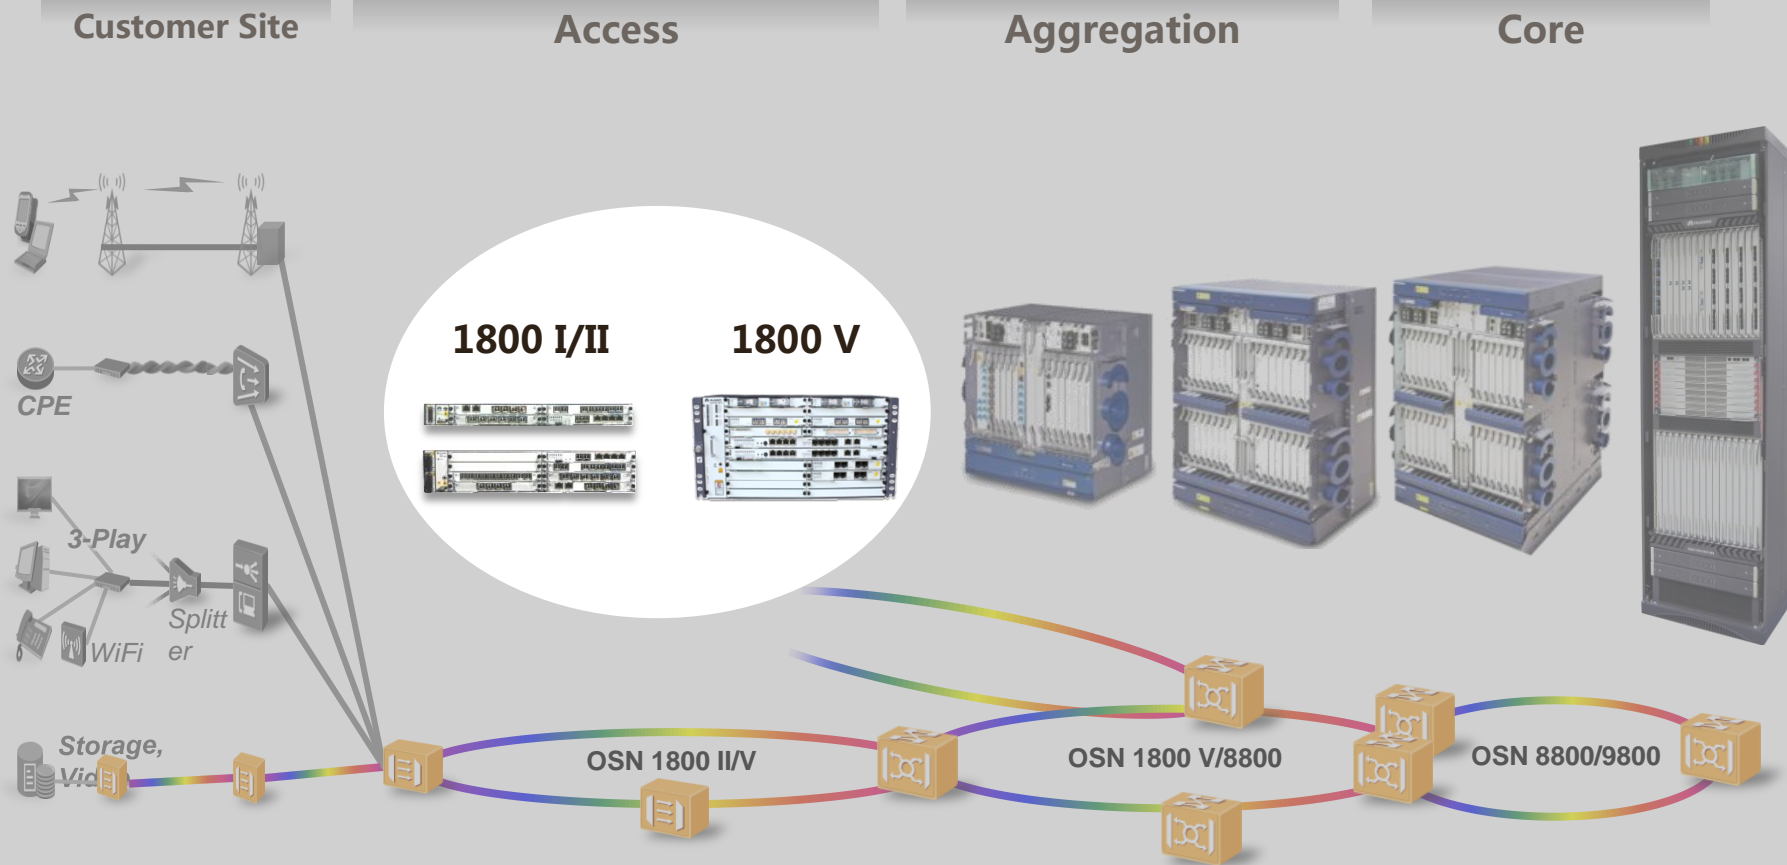 Customer Site
Access
Aggregation
Core
1800 I/II
1800 V
CPE
3-Play
Splitt
er
WiFi
Storage,
OSN 1800 II/V
OSN 1800 V/8800
OSN 8800/9800